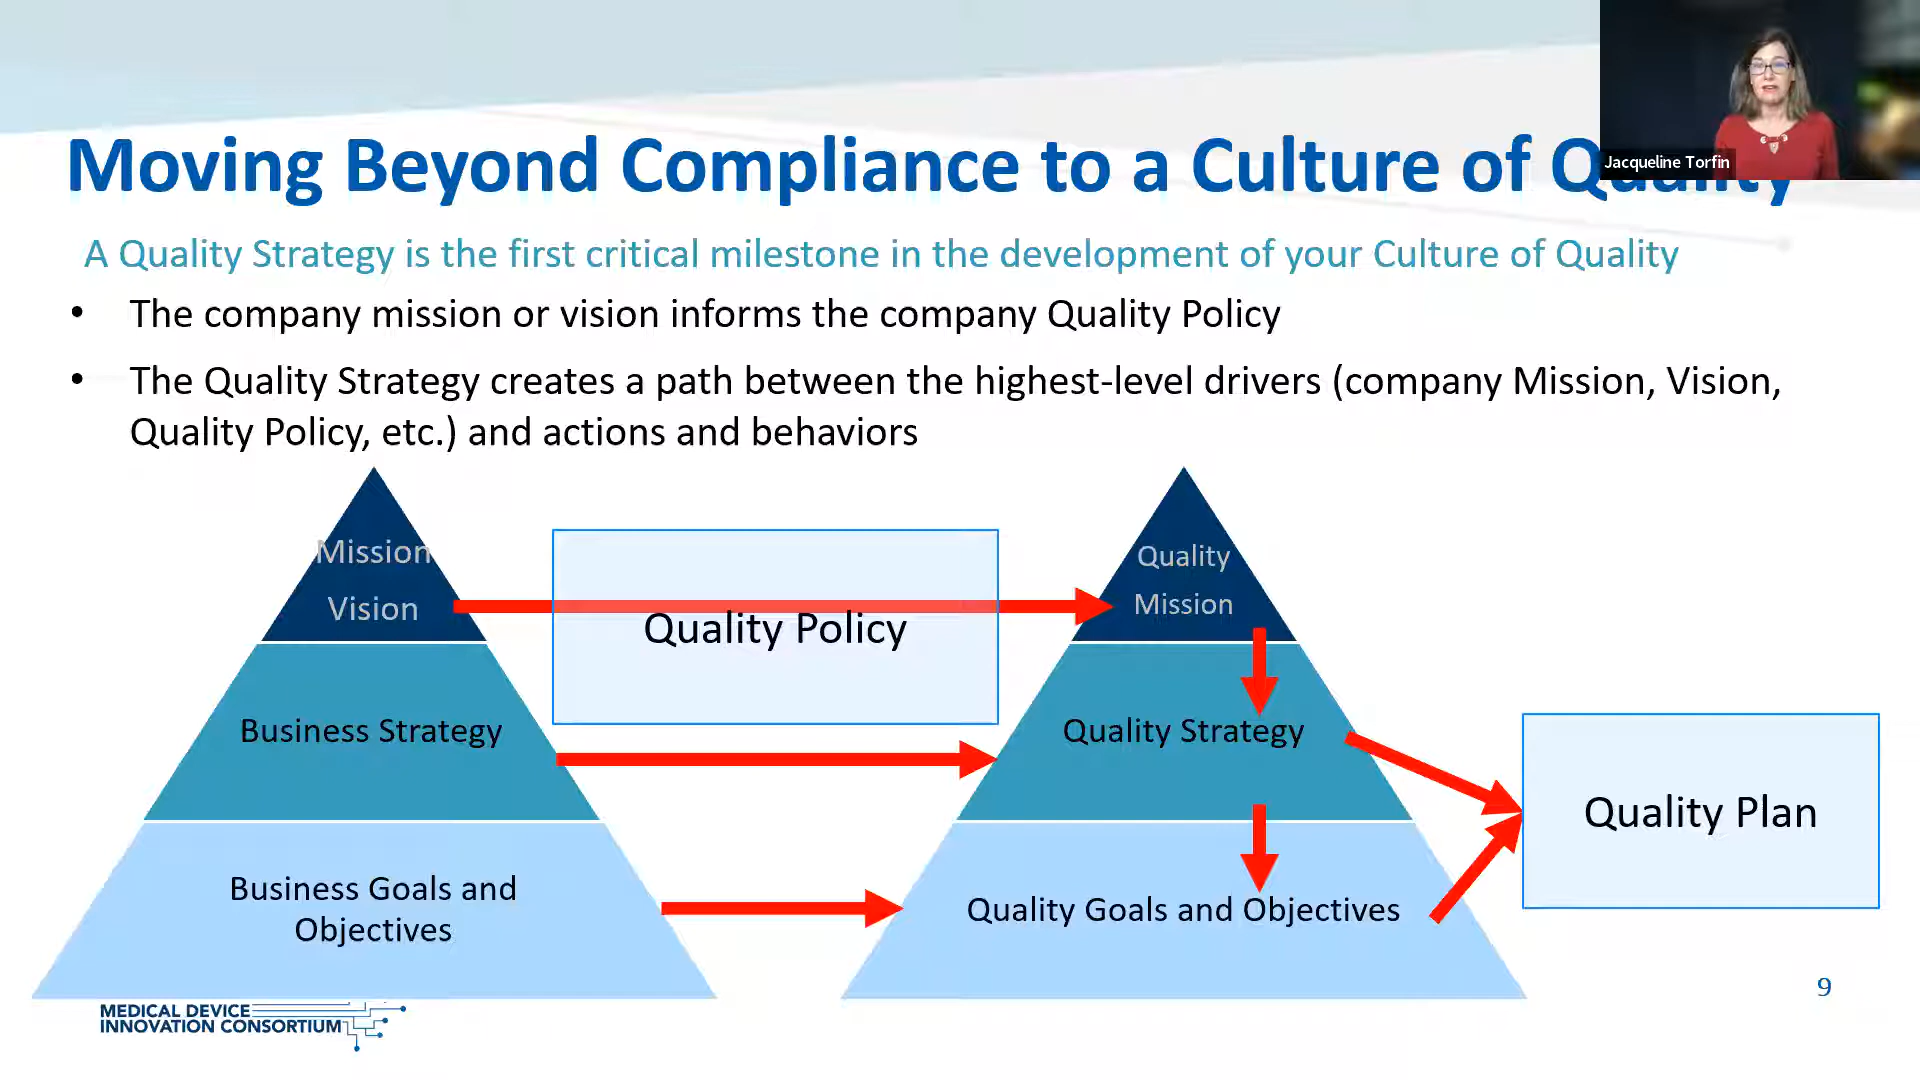 Moving Beyond Compliance to a Culture of Quality
Jacqueline Torfin
A Quality Strategy is the first critical milestone in the development of your Culture of Quality
• The company mission or vision informs the company Quality Policy
• The Quality Strategy creates a path between the highest-level drivers (company Mission, Vision,
Quality Policy, etc.) and actions and behaviors
Mission
Vision
Quality Policy
Quality
Mission
Business Strategy
Quality Strategy
Quality Plan
Business Goals and
Objectives
Quality Goals and Objectives
9
MEDICAL DEVICE
INNOVATION CONSORTIUM